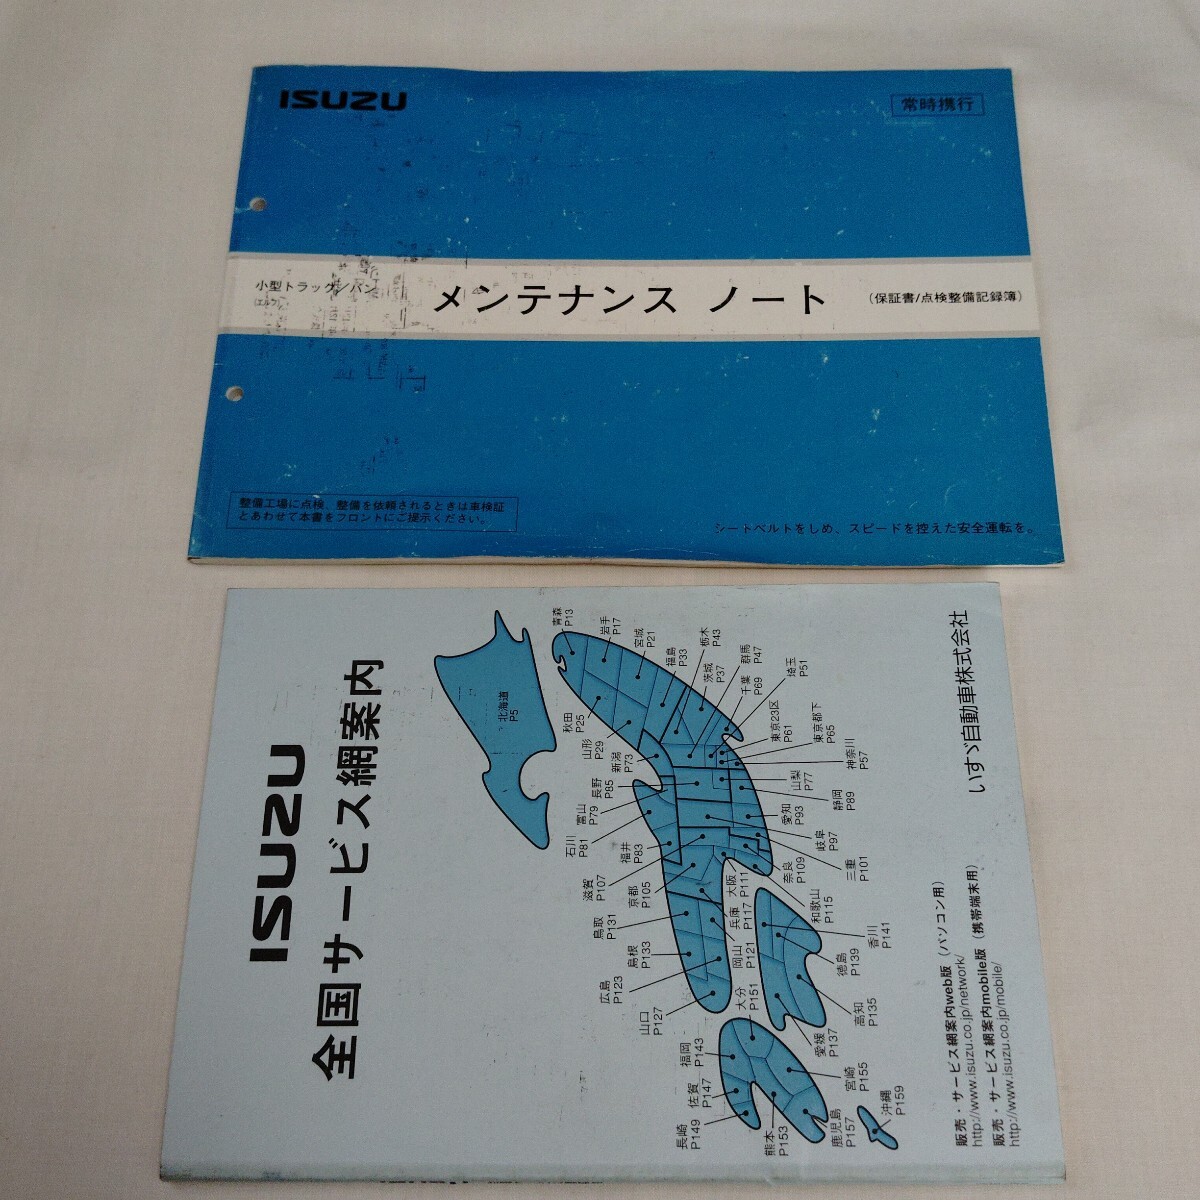 ISUZU
常時携行
小型トラック/バン
(エルフ)
メンテナンス ノート
(保証書/点検整備記録簿)
整備工場に点検、整備を依頼されるときは車検証
とあわせて本書をフロントにご提示ください。
シートベルトをしめ、スピードを控えた安全運転を。
ISUZU
全国サービス網案内
北海道
P5
青森
P13
岩手
P17
宮城
P21
福島
P33
栃木
P43
茨城
P37
群馬
P47
千葉
P69
埼玉
P51
秋田
P25
山形
P29
新潟
P73
長野
P85
富山
P79
石川
P81
福井
P83
滋賀
P107
京都
P105
鳥取
P131
島根
P133
広島
P123
山口
P127
東京23区
P61
東京都下
P65
神奈川
P57
山梨
P77
静岡
P89
愛知
P93
岐阜
P97
三重
P101
奈良
P109
大阪
P111
和歌山
P115
兵庫
P117
岡山
P121
香川
P141
徳島
P139
高知
P135
愛媛
P137
大分
P151
福岡
P143
佐賀
P147
長崎
P149
熊本
P153
宮崎
P155
鹿児島
P157
沖縄
P159
いすゞ自動車株式会社
販売・サービス網案内web版(パソコン用)
http://www.isuzu.co.jp/network/
販売・サービス網案内mobile版(携帯端末用)
http://www.isuzu.co.jp/mobile/